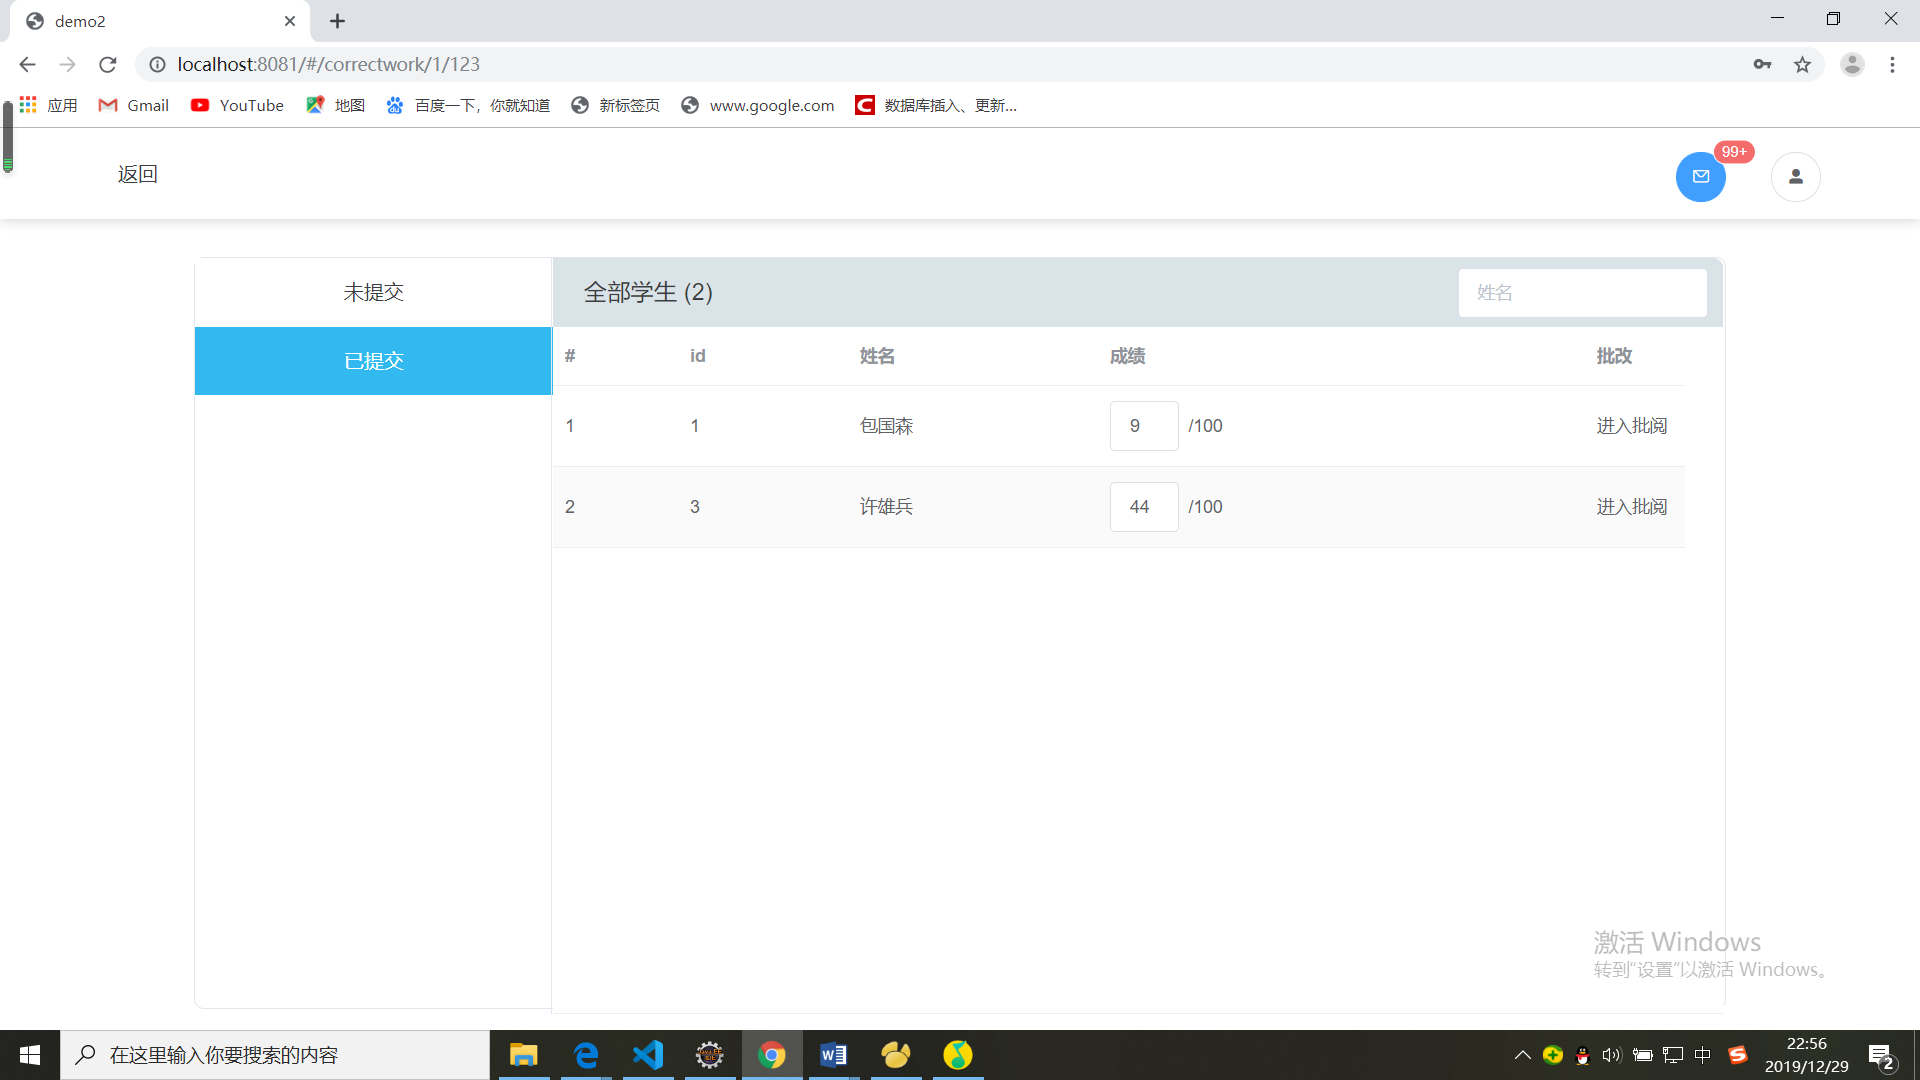 demo2
localhost:8081/#/correctwork/1/123
应用 Gmail YouTube 地图 百度一下，你就知道 新标签页 www.google.com 数据库插入、更新...
返回
99+
未提交
已提交
全部学生 (2)
姓名
# id 姓名 成绩 批改
1 1 包国森 9 /100 进入批阅
2 3 许雄兵 44 /100 进入批阅
激活 Windows
转到“设置”以激活 Windows。
在这里输入你要搜索的内容
中
22:56
2019/12/29
2